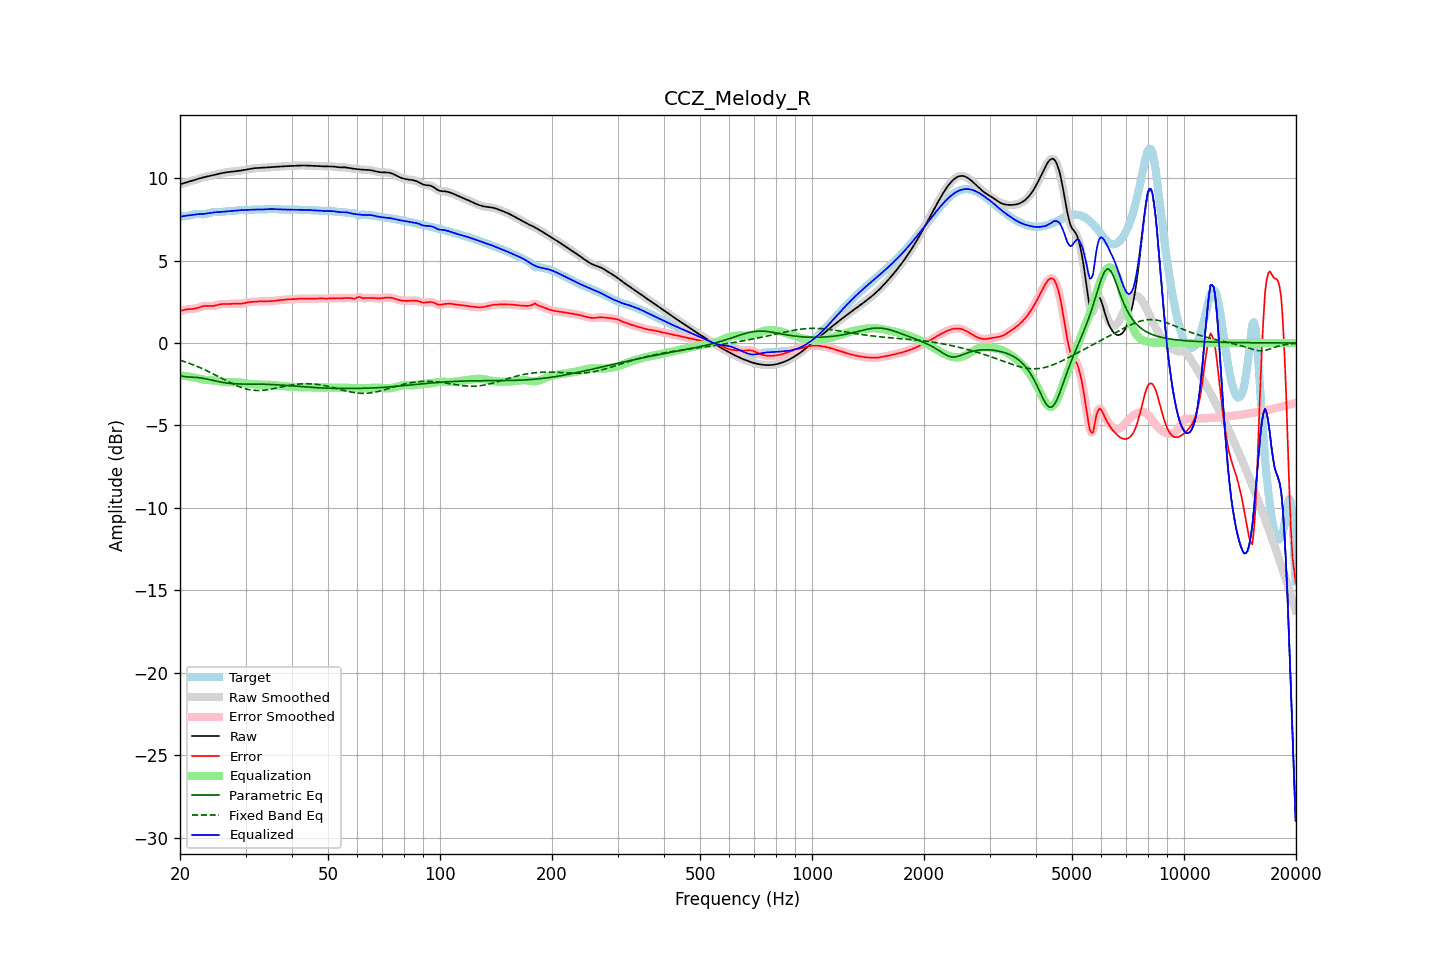 CCZ_Melody_R
10
5
0
−5
−10
−15
−20
−25
−30
Amplitude (dBr)
Target
Raw Smoothed
Error Smoothed
Raw
Error
Equalization
Parametric Eq
Fixed Band Eq
Equalized
20 50 100 200 500 1000 2000 5000 10000 20000
Frequency (Hz)